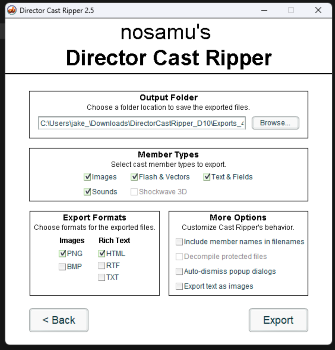 Director Cast Ripper 2.5
nosamu's
Director Cast Ripper
Output Folder
Choose a folder location to save the exported files.
C:\Users\jake_\Downloads\DirectorCastRipper_D10\Exports_
Browse...
Member Types
Select cast member types to export.
Images Flash & Vectors Text & Fields
Sounds Shockwave 3D
Export Formats
Choose formats for the exported files.
Images Rich Text
PNG HTML
BMP RTF
TXT
More Options
Customize Cast Ripper's behavior.
Include member names in filenames
Decompile protected files
Auto-dismiss popup dialogs
Export text as images
< Back
Export